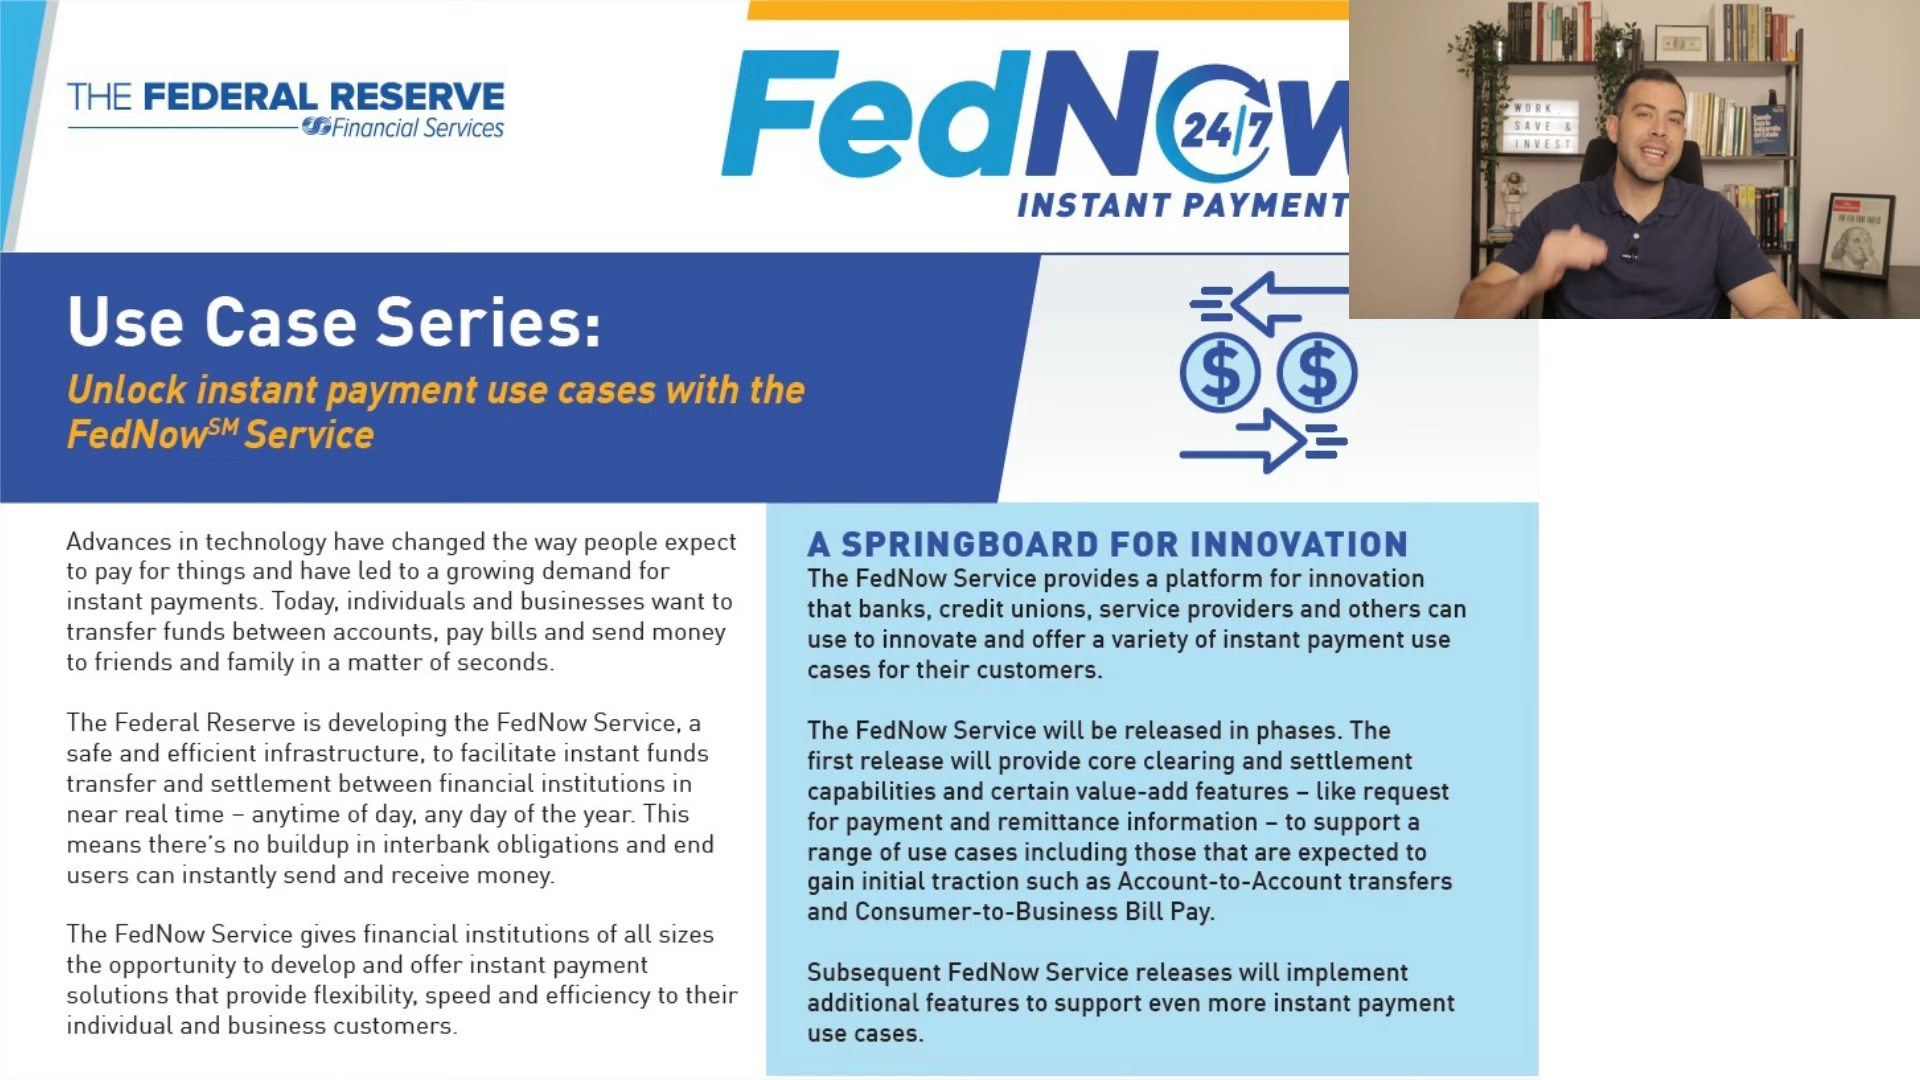 THE FEDERAL RESERVE
Financial Services
FedNow
24/7
INSTANT PAYMENT
WORK
SAVE &
INVEST
Use Case Series:
Unlock instant payment use cases with the
FedNowSM Service
Advances in technology have changed the way people expect
to pay for things and have led to a growing demand for
instant payments. Today, individuals and businesses want to
transfer funds between accounts, pay bills and send money
to friends and family in a matter of seconds.
The Federal Reserve is developing the FedNow Service, a
safe and efficient infrastructure, to facilitate instant funds
transfer and settlement between financial institutions in
near real time – anytime of day, any day of the year. This
means there's no buildup in interbank obligations and end
users can instantly send and receive money.
The FedNow Service gives financial institutions of all sizes
the opportunity to develop and offer instant payment
solutions that provide flexibility, speed and efficiency to their
individual and business customers.
A SPRINGBOARD FOR INNOVATION
The FedNow Service provides a platform for innovation
that banks, credit unions, service providers and others can
use to innovate and offer a variety of instant payment use
cases for their customers.
The FedNow Service will be released in phases. The
first release will provide core clearing and settlement
capabilities and certain value-add features – like request
for payment and remittance information – to support a
range of use cases including those that are expected to
gain initial traction such as Account-to-Account transfers
and Consumer-to-Business Bill Pay.
Subsequent FedNow Service releases will implement
additional features to support even more instant payment
use cases.